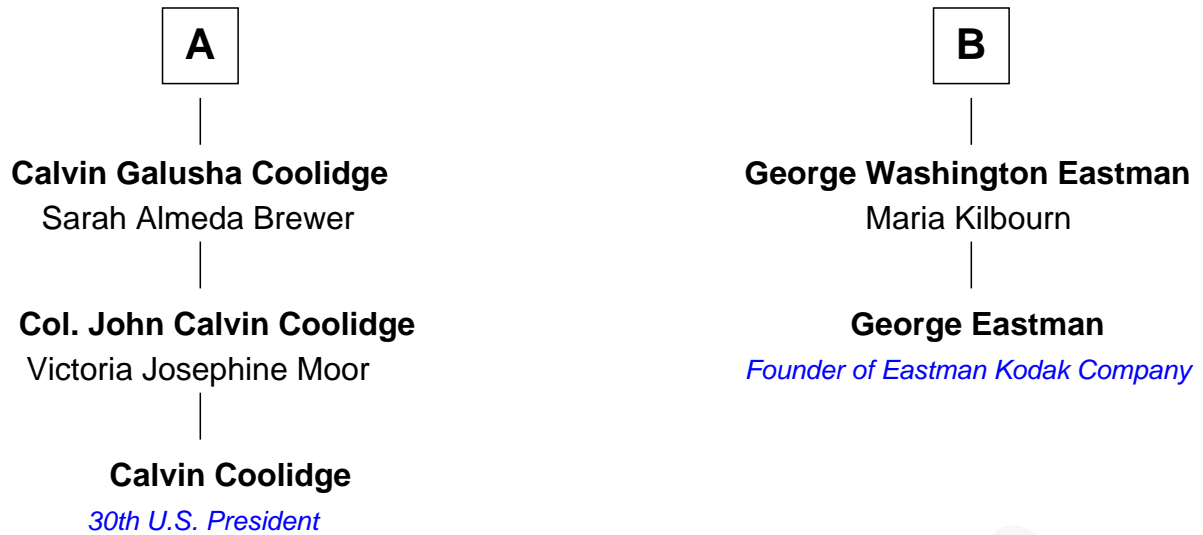 A
Calvin Galusha Coolidge
Sarah Almeda Brewer
Col. John Calvin Coolidge
Victoria Josephine Moor
Calvin Coolidge
30th U.S. President
B
George Washington Eastman
Maria Kilbourn
George Eastman
Founder of Eastman Kodak Company